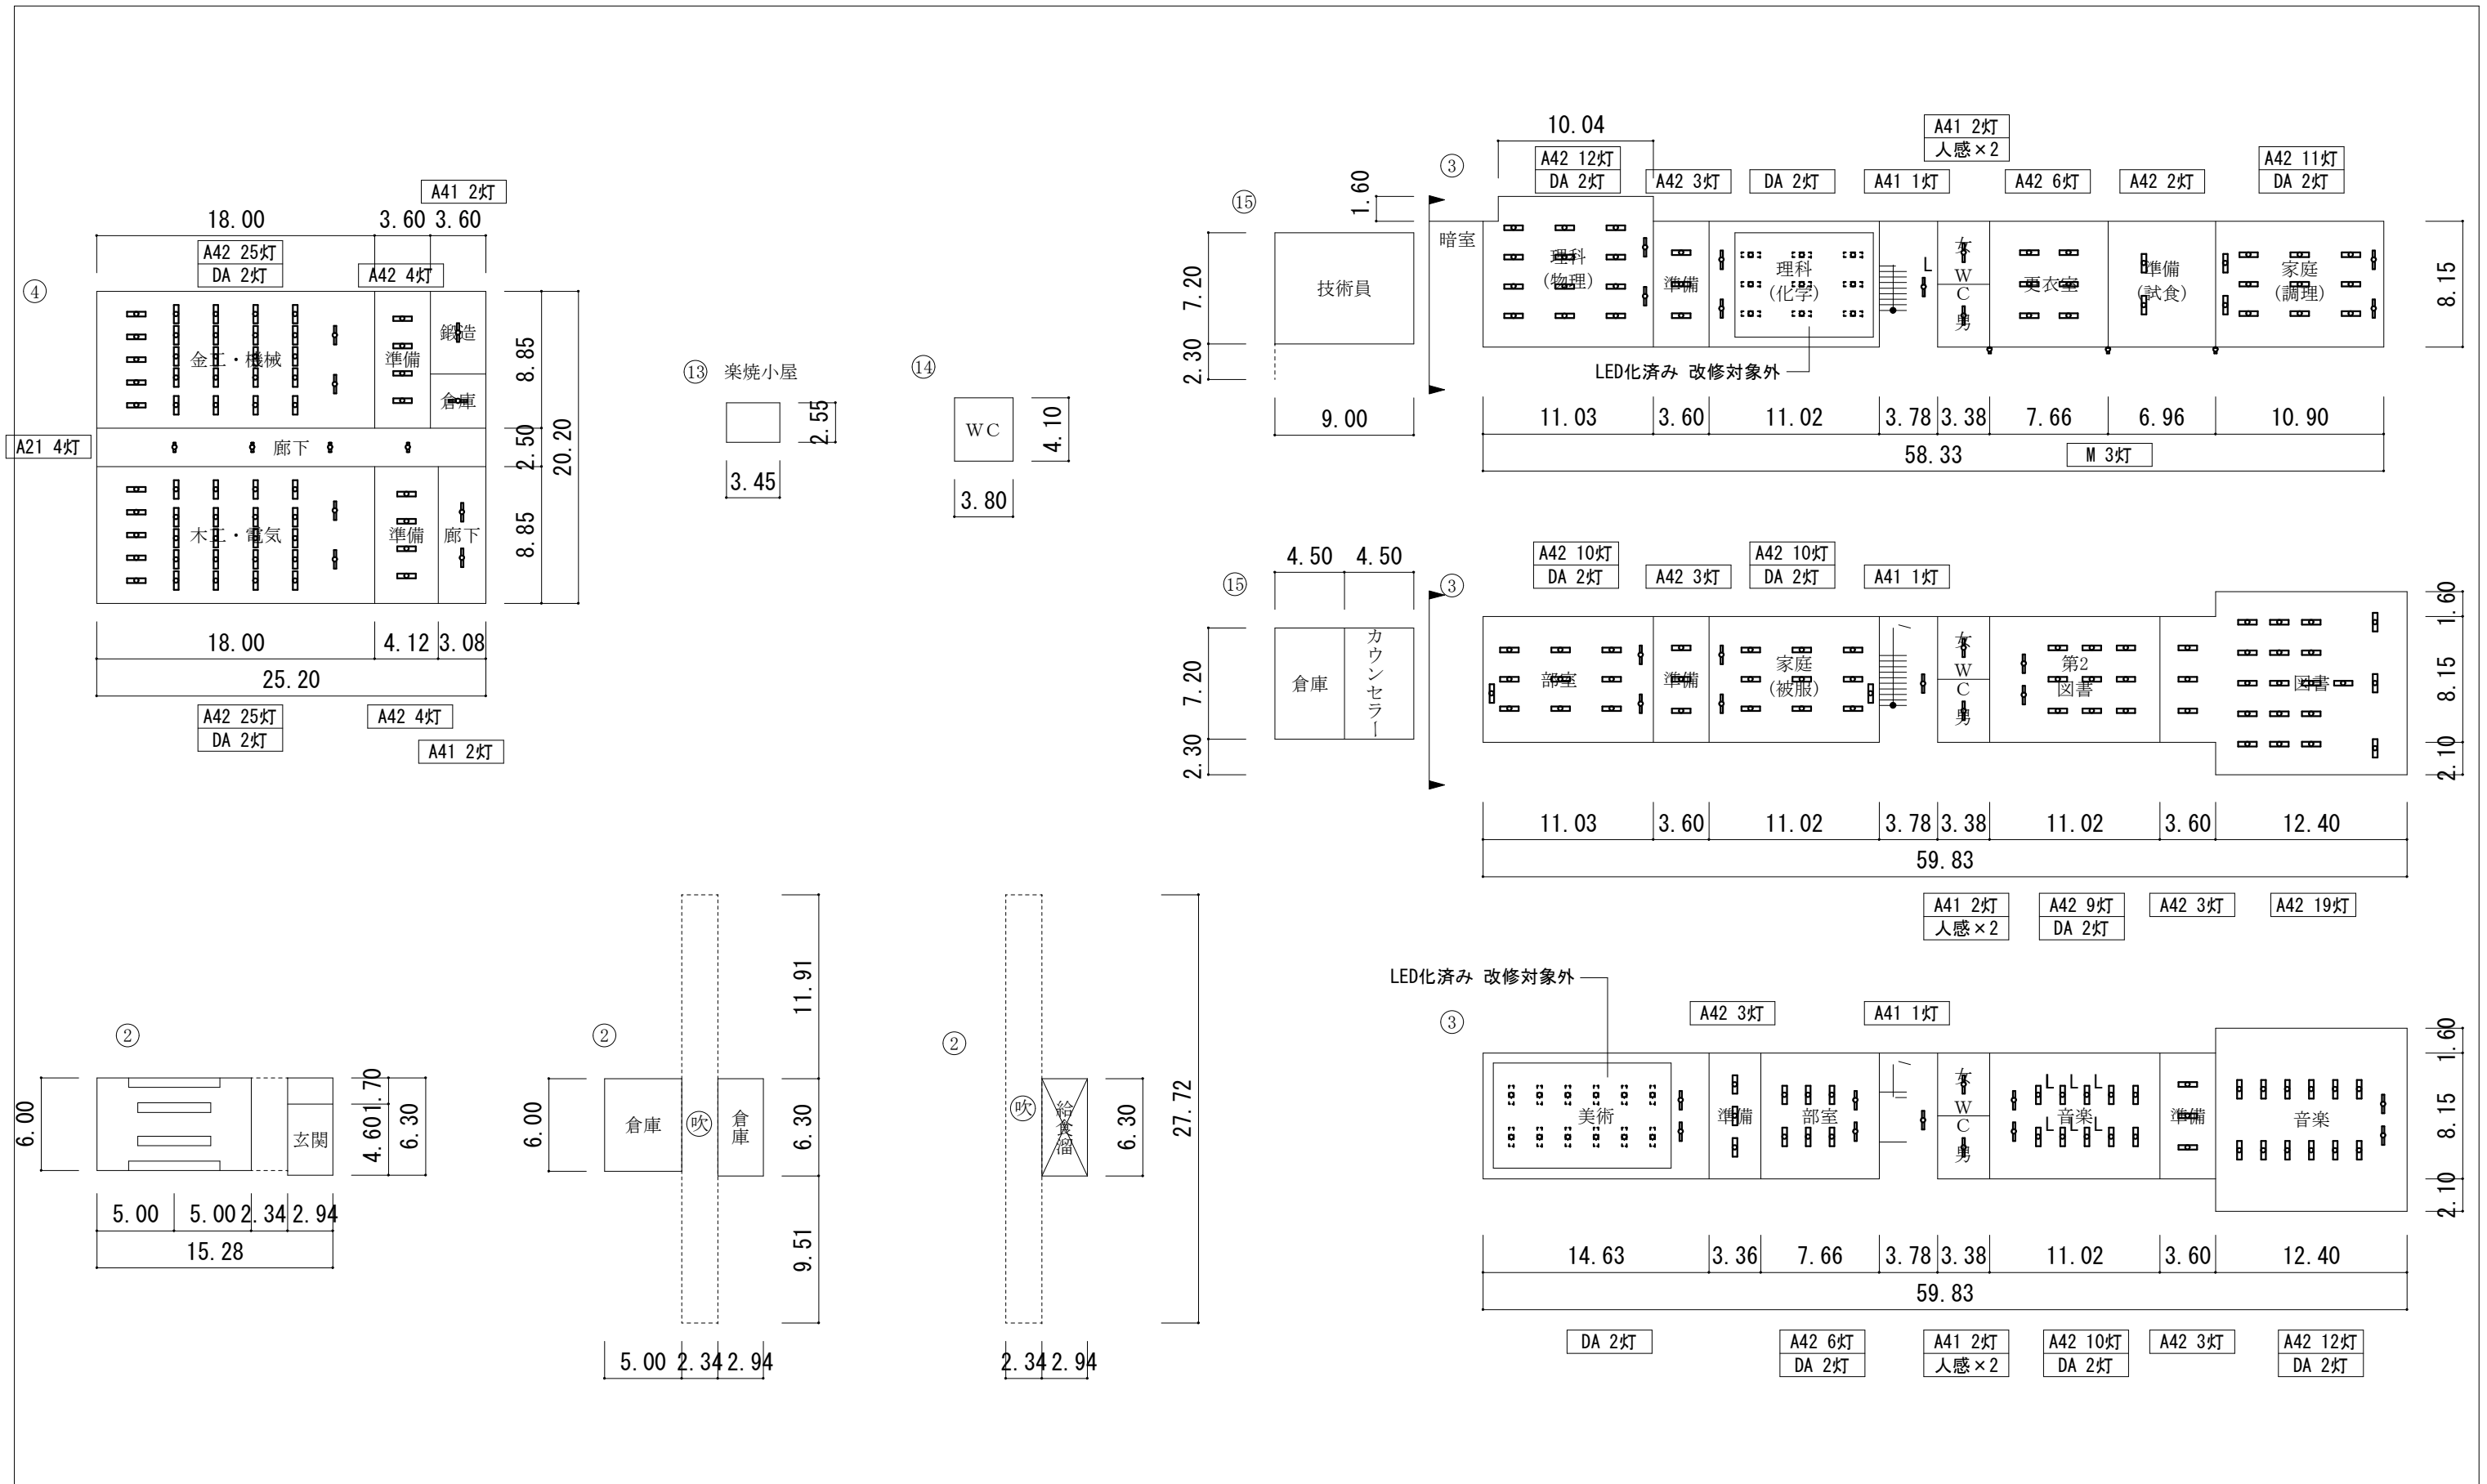 ④
A41 2灯
18.00 3.60 3.60
A42 25灯
DA 2灯
A42 4灯
金工・機械
準備
鍛造
倉庫
8.85
2.50
20.20
8.85
A21 4灯
廊下
木工・電気
準備
廊下
18.00 4.12 3.08
25.20
A42 25灯
DA 2灯
A42 4灯
A41 2灯
⑬ 楽焼小屋
2.55
3.45
⑭
WC
4.10
3.80
⑮
技術員
7.20
2.30
9.00
③
10.04
1.60
A42 12灯
DA 2灯
A42 3灯
DA 2灯
A41 1灯
A41 2灯
人感×2
A42 6灯
A42 2灯
A42 11灯
DA 2灯
暗室
理科
(物理)
準備
理科
(化学)
L
女
WC
男
更衣室
準備
(試食)
家庭
(調理)
8.15
LED化済み 改修対象外
11.03 3.60 11.02 3.78 3.38 7.66 6.96 10.90
58.33
M 3灯
⑮
4.50 4.50
倉庫
カウンセラー
7.20
2.30
③
A42 10灯
DA 2灯
A42 3灯
A42 10灯
DA 2灯
A41 1灯
部室
準備
家庭
(被服)
女
WC
男
第2
図書
図書
1.60
8.15
2.10
11.03 3.60 11.02 3.78 3.38 11.02 3.60 12.40
59.83
A41 2灯
人感×2
A42 9灯
DA 2灯
A42 3灯
A42 19灯
LED化済み 改修対象外
③
A42 3灯
A41 1灯
美術
準備
部室
女
WC
男
L L L
音楽
L L L
準備
音楽
1.60
8.15
2.10
14.63 3.36 7.66 3.78 3.38 11.02 3.60 12.40
59.83
DA 2灯
A42 6灯
DA 2灯
A41 2灯
人感×2
A42 10灯
DA 2灯
A42 3灯
A42 12灯
DA 2灯
②
6.00
玄関
1.70
4.60
6.30
5.00 5.00 2.34 2.94
15.28
②
6.00
倉庫
吹
倉庫
11.91
6.30
9.51
5.00 2.34 2.94
②
吹
給食溜
6.30
27.72
2.34 2.94